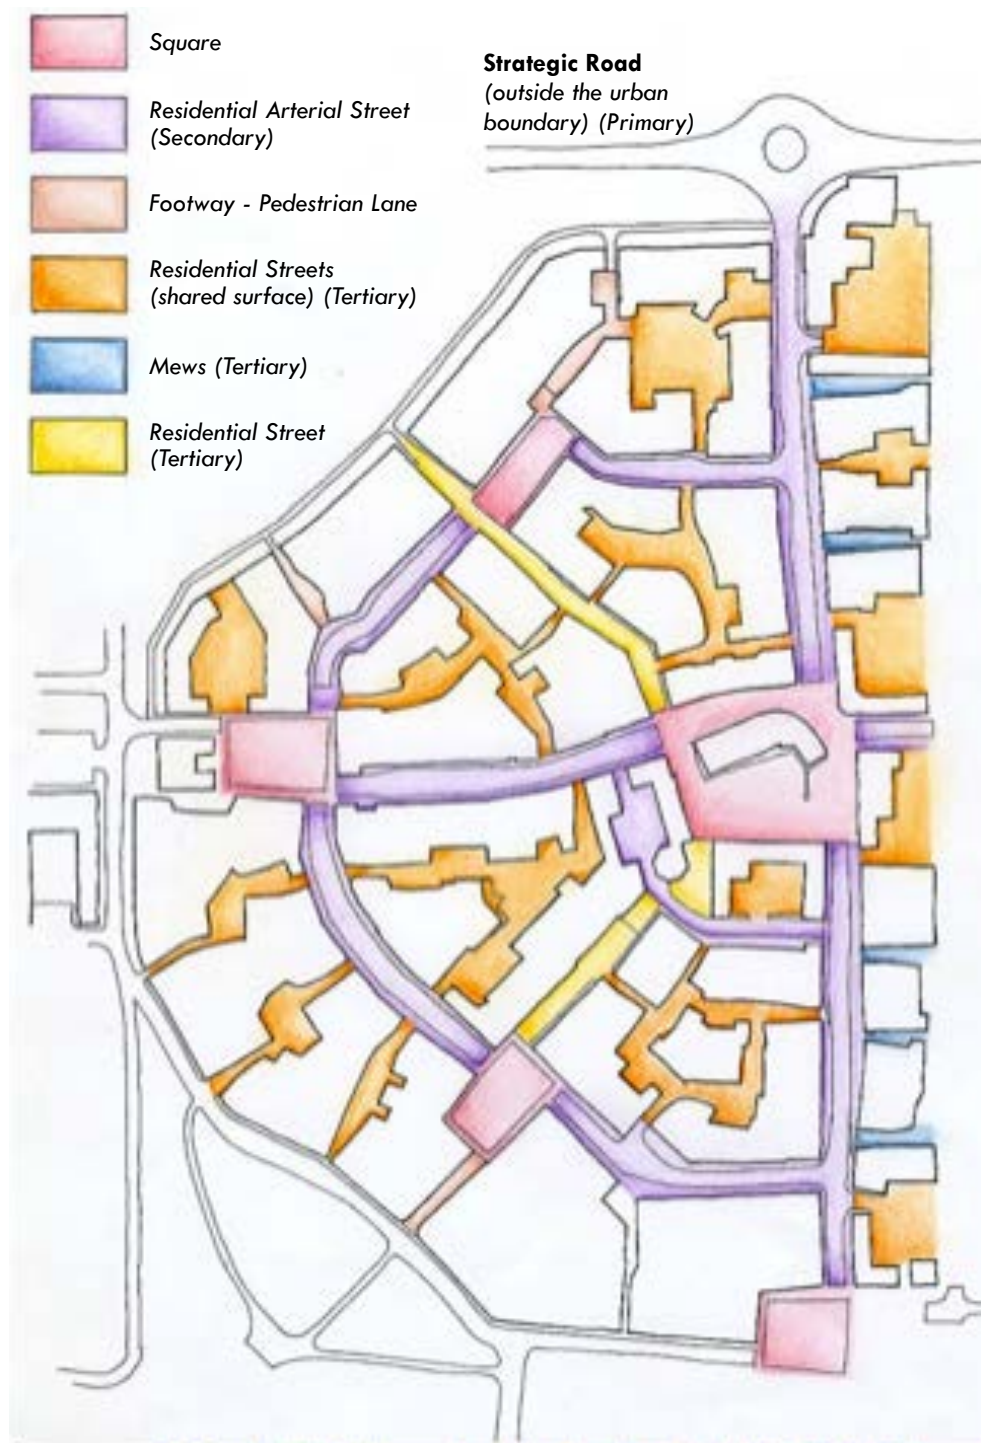 Square
Residential Arterial Street
(Secondary)
Footway - Pedestrian Lane
Residential Streets
(shared surface) (Tertiary)
Mews (Tertiary)
Residential Street
(Tertiary)
Strategic Road
(outside the urban
boundary) (Primary)